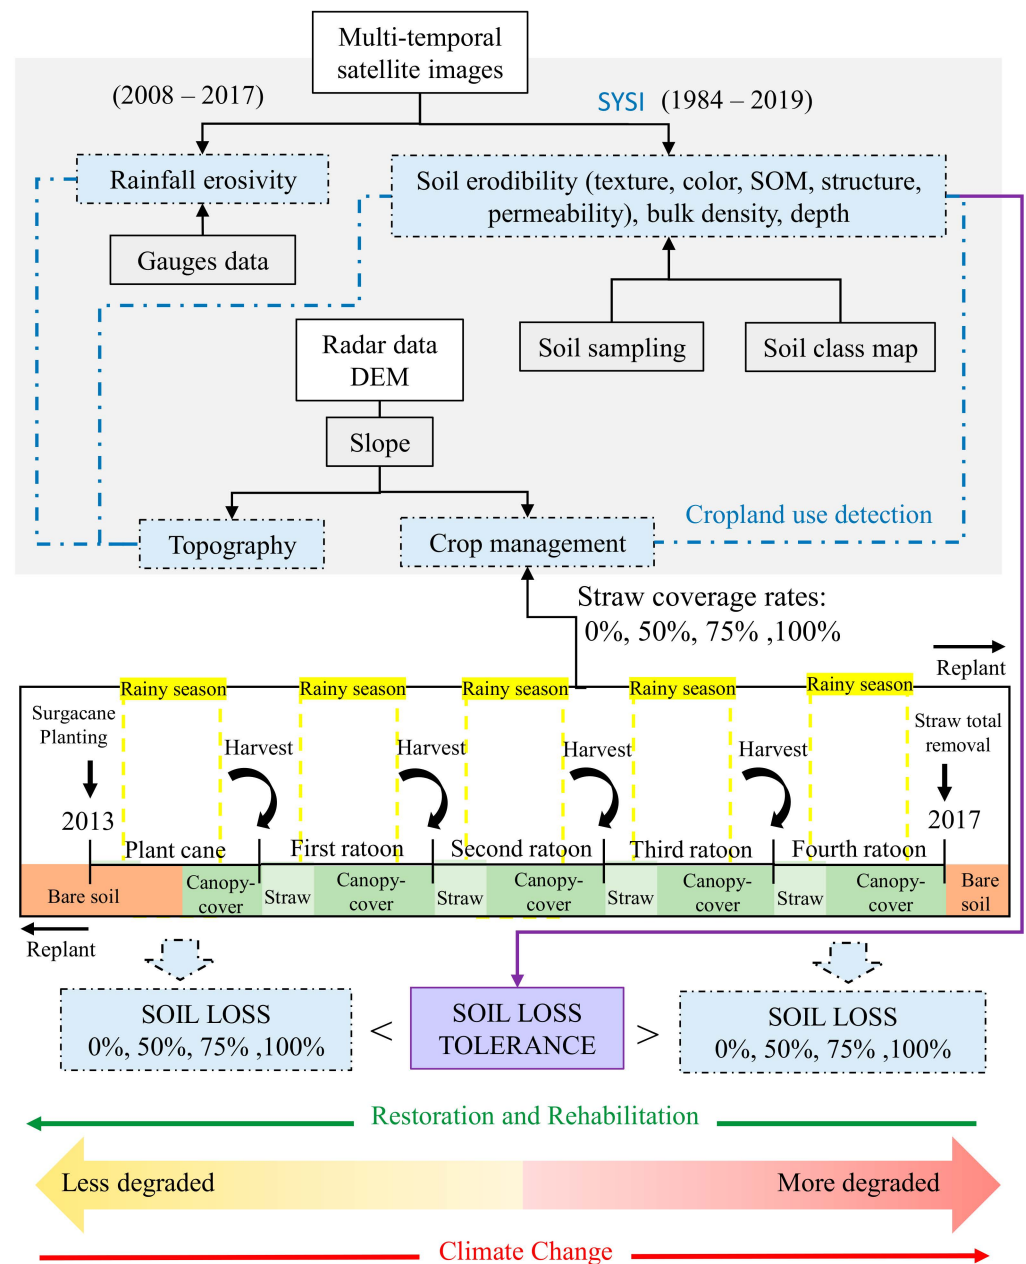 Multi-temporal
satellite images
(2008 – 2017)
SYSI (1984 – 2019)
Rainfall erosivity
Soil erodibility (texture, color, SOM, structure,
permeability), bulk density, depth
Gauges data
Radar data
DEM
Soil sampling
Soil class map
Slope
Cropland use detection
Topography
Crop management
Straw coverage rates:
0%, 50%, 75% ,100%
Replant
Rainy season
Rainy season
Rainy season
Rainy season
Rainy season
Surgacane
Planting
Harvest
Harvest
Harvest
Harvest
Straw total
removal
2013
2017
Plant cane
First ratoon
Second ratoon
Third ratoon
Fourth ratoon
Bare soil
Canopy-
cover
Straw
Canopy-
cover
Straw
Canopy-
cover
Straw
Canopy-
cover
Straw
Canopy-
cover
Bare
soil
Replant
SOIL LOSS
0%, 50%, 75% ,100%
<
SOIL LOSS
TOLERANCE
>
SOIL LOSS
0%, 50%, 75% ,100%
Restoration and Rehabilitation
Less degraded
More degraded
Climate Change